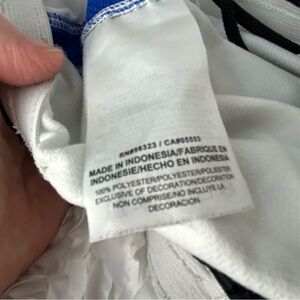 RN#56323 / CA#05553
MADE IN INDONESIA/FABRIQUE EN
INDONESIE/HECHO EN INDONESIA
100% POLYESTER/POLYESTER/POLIESTER
EXCLUSIVE OF DECORATION/DECORATION
NON COMPRISE/NO INCLUYE LA
DECORACION